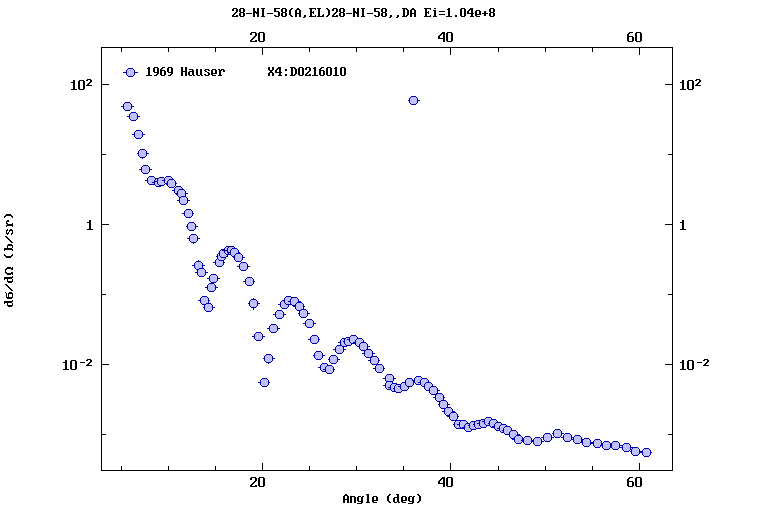 28-NI-58(A,EL)28-NI-58,,DA Ei=1.04e+8
20 40 60
1969 Hauser X4:D0216010
10² 10²
1 1
10⁻² 10⁻²
dσ/dΩ (b/sr)
20 40 60
Angle (deg)